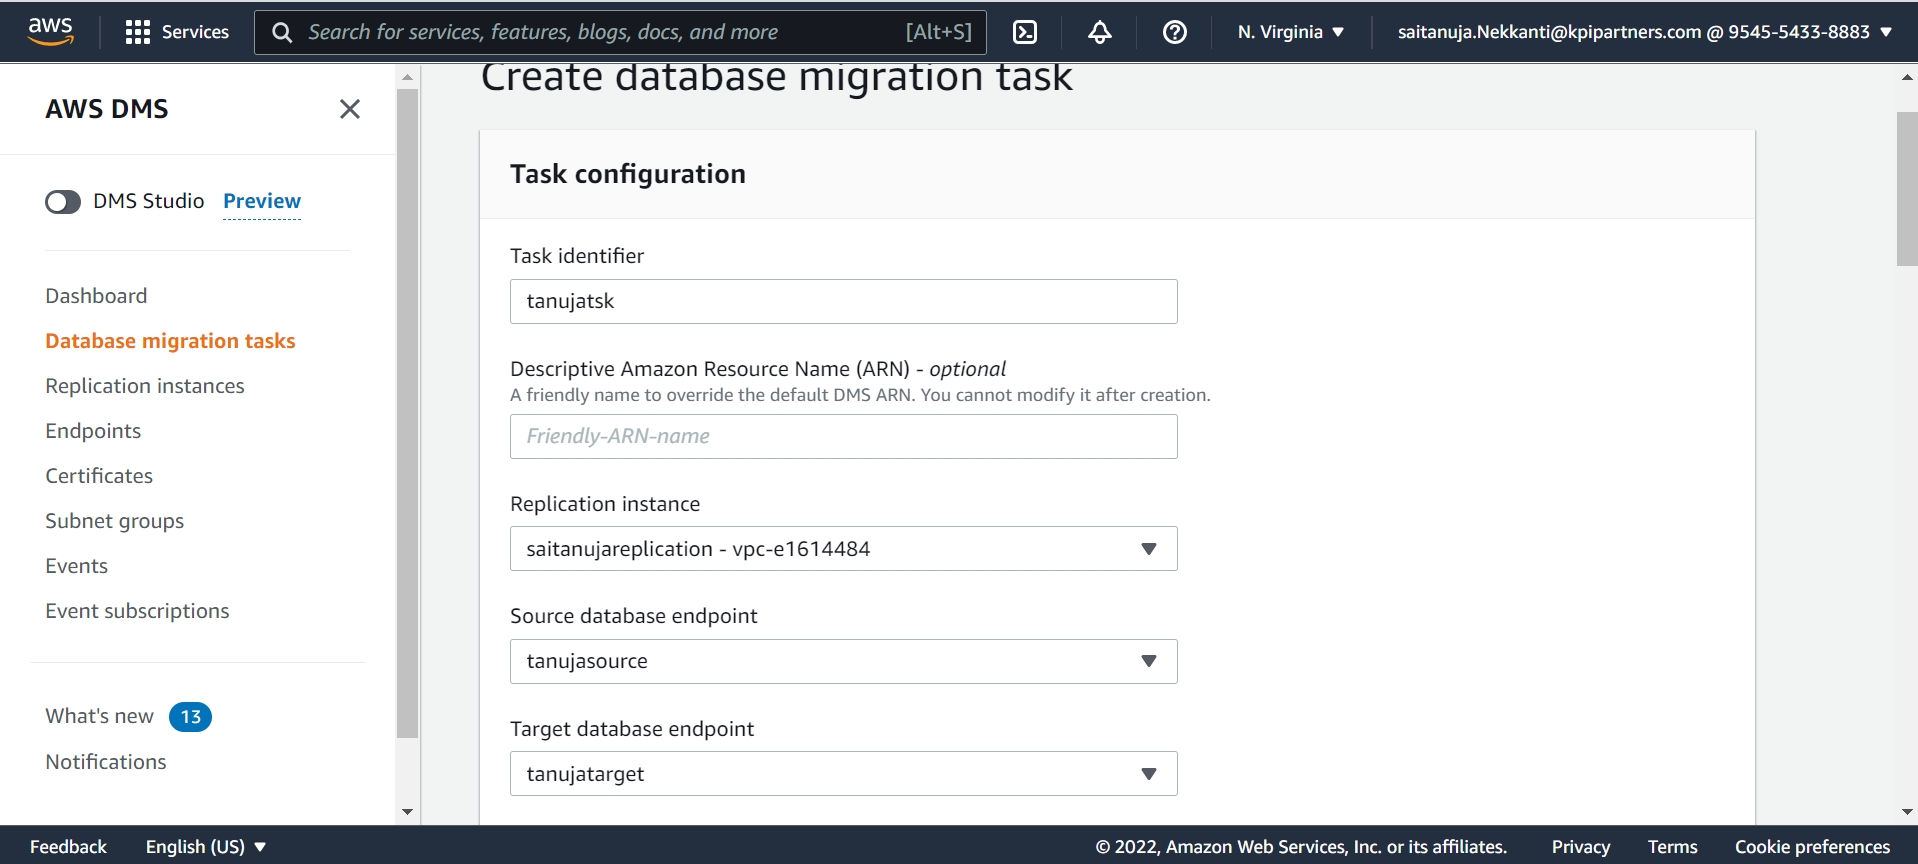 aws
Services
Search for services, features, blogs, docs, and more [Alt+S]
N. Virginia ▼
saitanuja.Nekkanti@kpipartners.com @ 9545-5433-8883 ▼
AWS DMS
DMS Studio Preview
Dashboard
Database migration tasks
Replication instances
Endpoints
Certificates
Subnet groups
Events
Event subscriptions
What's new 13
Notifications
Create database migration task
Task configuration
Task identifier
tanujatsk
Descriptive Amazon Resource Name (ARN) - optional
A friendly name to override the default DMS ARN. You cannot modify it after creation.
Friendly-ARN-name
Replication instance
saitanujareplication - vpc-e1614484
Source database endpoint
tanujasource
Target database endpoint
tanujatarget
Feedback
English (US) ▼
© 2022, Amazon Web Services, Inc. or its affiliates.
Privacy
Terms
Cookie preferences